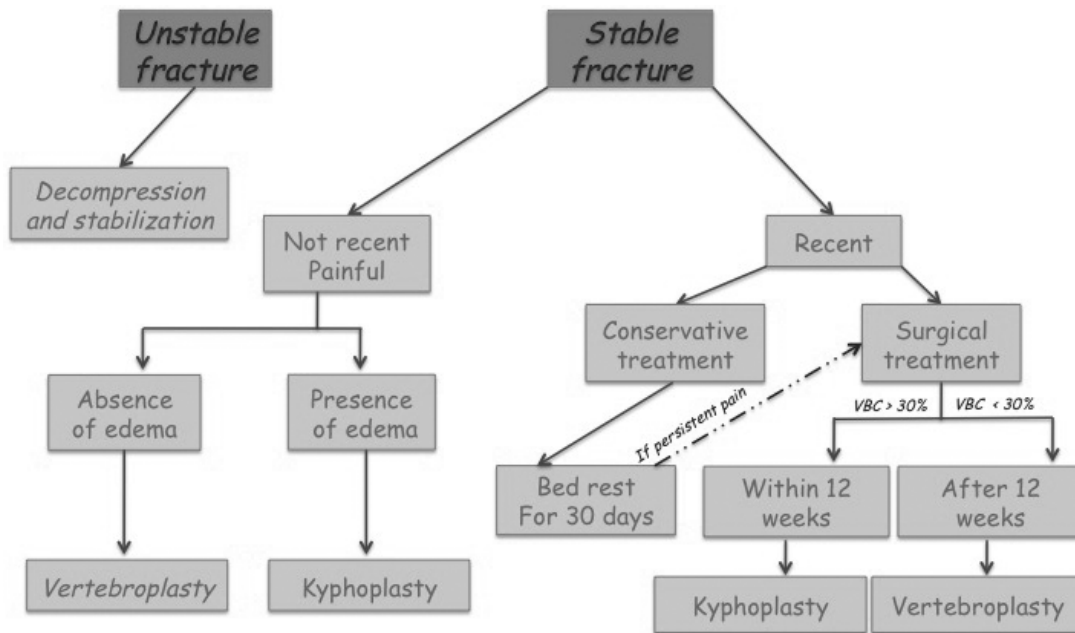 Unstable
fracture
Stable
fracture
Decompression
and stabilization
Not recent
Painful
Recent
Conservative
treatment
Surgical
treatment
Absence
of edema
Presence
of edema
If persistent pain
VBC > 30%
VBC < 30%
Bed rest
For 30 days
Within 12
weeks
After 12
weeks
Vertebroplasty
Kyphoplasty
Kyphoplasty
Vertebroplasty